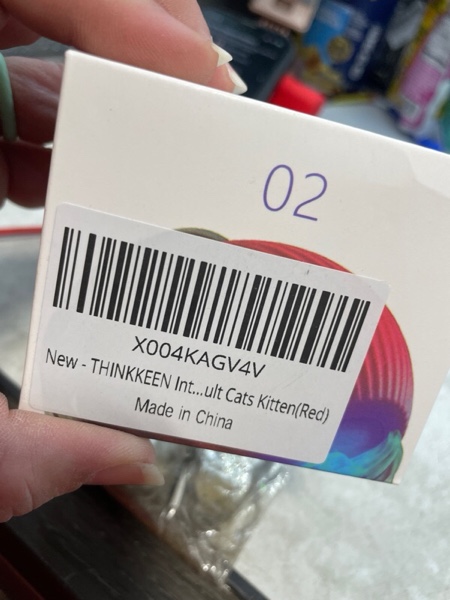 02
X004KAGV4V
New - THINKKEEN Int...ult Cats Kitten(Red)
Made in China